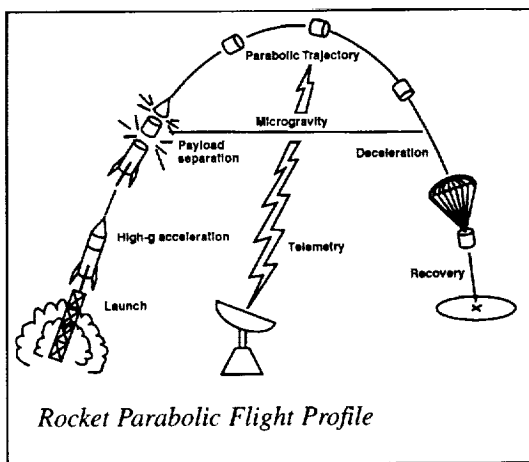 Parabolic Trajectory
Microgravity
Payload
separation
Deceleration
High-g acceleration
Telemetry
Recovery
Launch
Rocket Parabolic Flight Profile